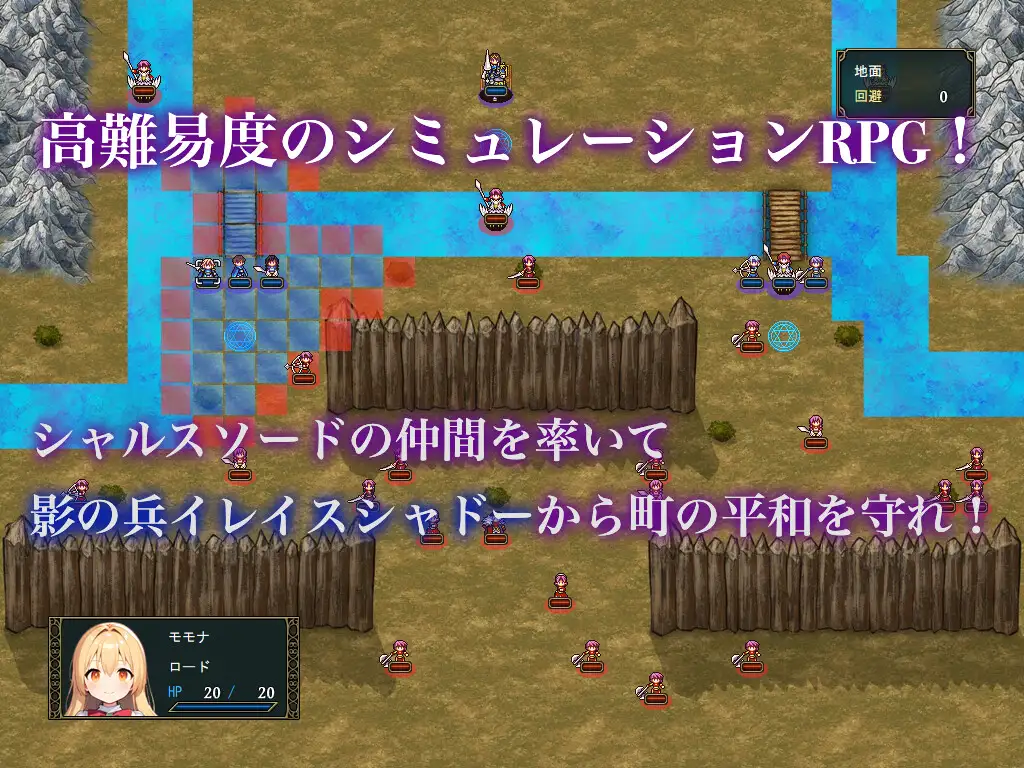 地面
回避 0
高難易度のシミュレーションRPG！
シャルスソードの仲間を率いて
影の兵イレイスシャドーから町の平和を守れ！
モモナ
ロード
HP 20 / 20